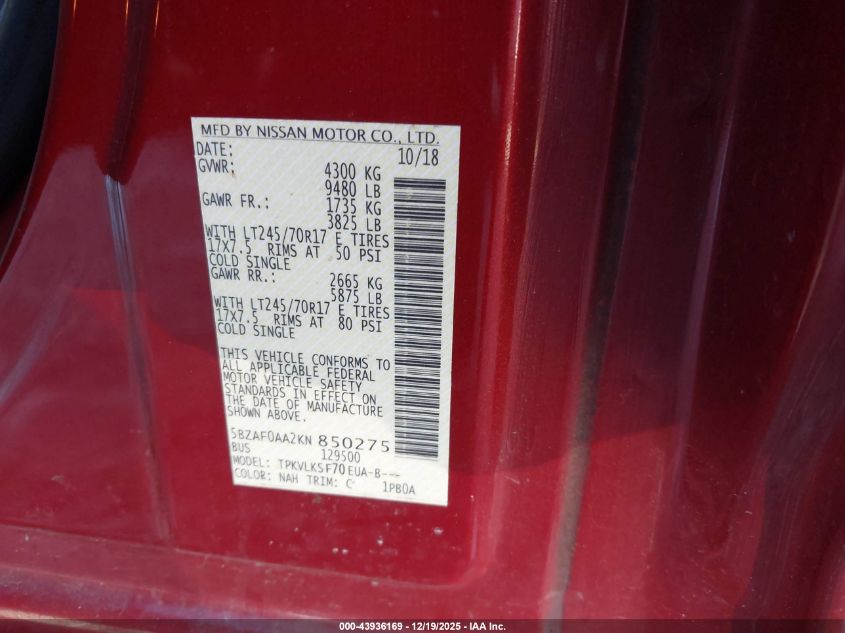 MFD BY NISSAN MOTOR CO., LTD.
DATE: 10/18
GVWR: 4300 KG
9480 LB
GAWR FR.: 1735 KG
3825 LB
WITH LT245/70R17 E TIRES
17X7.5 RIMS AT 50 PSI
COLD SINGLE
GAWR RR.: 2665 KG
5875 LB
WITH LT245/70R17 E TIRES
17X7.5 RIMS AT 80 PSI
COLD SINGLE
THIS VEHICLE CONFORMS TO
ALL APPLICABLE FEDERAL
MOTOR VEHICLE SAFETY
STANDARDS IN EFFECT ON
THE DATE OF MANUFACTURE
SHOWN ABOVE.
5BZAF0AA2KN 850275
BUS 129500
MODEL: TPKVLKSF70EUA-B---
COLOR: NAH TRIM: C 1PB0A
000-43936169 - 12/19/2025 - IAA Inc.